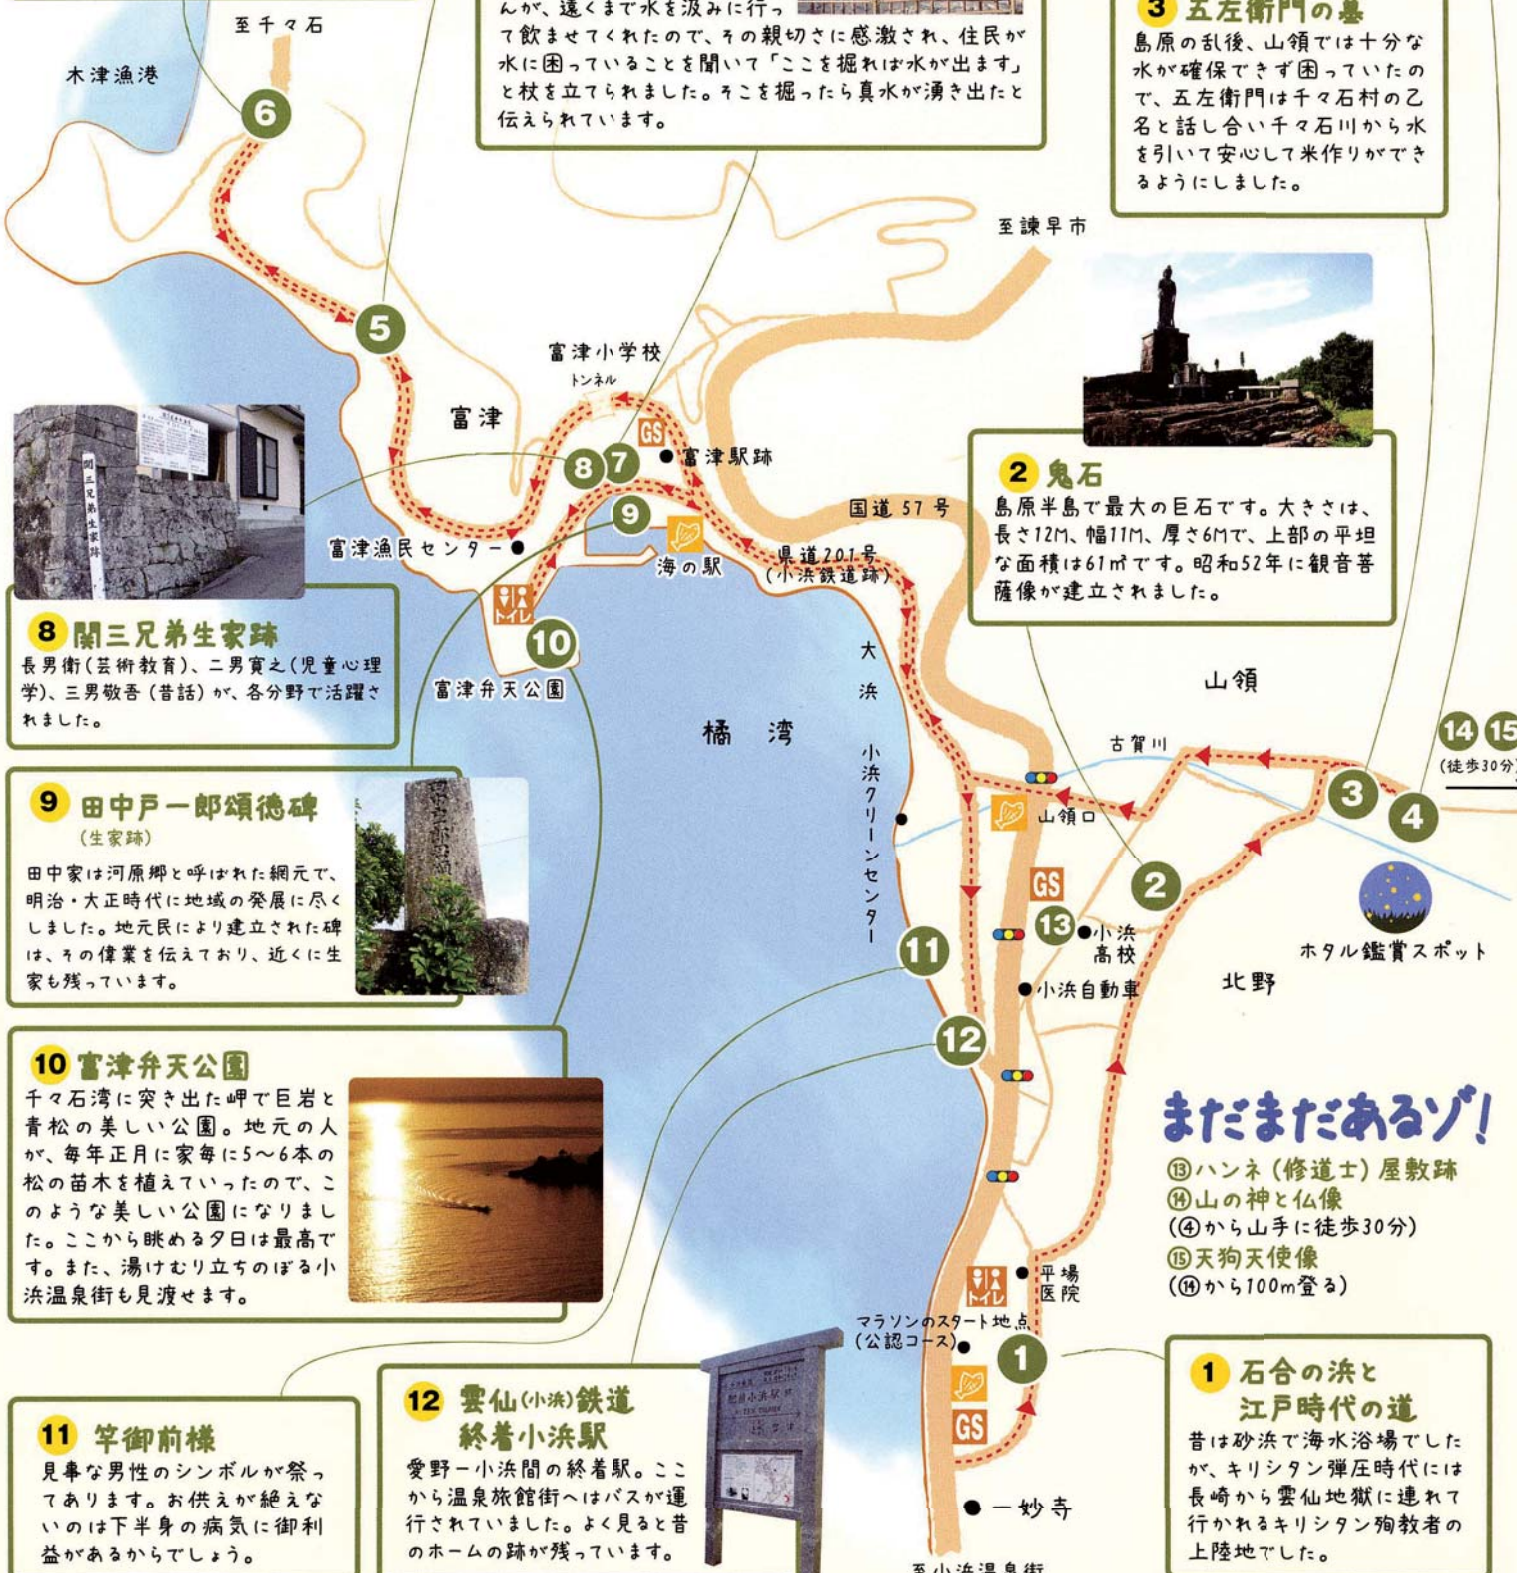 んが、遠くまで水を汲みに行っ
て飲ませてくれたので、その親切さに感激され、住民が
水に困っていることを聞いて「ここを掘れば水が出ます」
と杖を立てられました。そこを掘ったら真水が湧き出たと
伝えられています。
3 五左衛門の墓
島原の乱後、山領では十分な
水が確保できず困っていたの
で、五左衛門は千々石村の乙
名と話し合い千々石川から水
を引いて安心して米作りができ
るようにしました。
至千々石
木津漁港
6
5
至諫早市
富津小学校
トンネル
富津
GS
8
7
富津駅跡
9
国道57号
富津漁民センター
海の駅
県道201号
(小浜鉄道跡)
トイレ
10
富津弁天公園
関三兄弟生家跡
2 鬼石
島原半島で最大の巨石です。大きさは、
長さ12M、幅11M、厚さ6Mで、上部の平坦
な面積は61㎡です。昭和52年に観音菩
薩像が建立されました。
8 関三兄弟生家跡
長男衛(芸術教育)、二男寛之(児童心理
学)、三男敬吾(昔話)が、各分野で活躍さ
れました。
大浜
橘湾
山領
古賀川
14 15
(徒歩30分)
3
4
小浜クリーンセンター
山領口
GS
2
13
小浜
高校
小浜自動車
ホタル鑑賞スポット
北野
11
12
9 田中戸一郎頌徳碑
(生家跡)
田中家は河原郷と呼ばれた網元で、
明治・大正時代に地域の発展に尽く
しました。地元民により建立された碑
は、その偉業を伝えており、近くに生
家も残っています。
10 富津弁天公園
千々石湾に突き出た岬で巨岩と
青松の美しい公園。地元の人
が、毎年正月に家毎に5〜6本の
松の苗木を植えていったので、こ
のような美しい公園になりまし
た。ここから眺める夕日は最高で
す。また、湯けむり立ちのぼる小
浜温泉街も見渡せます。
まだまだあるゾ!
⑬ハンネ(修道士)屋敷跡
⑭山の神と仏像
(④から山手に徒歩30分)
⑮天狗天使像
(⑭から100m登る)
トイレ
平場
医院
マラソンのスタート地点
(公認コース)
1
GS
一妙寺
至小浜温泉街
11 竿御前様
見事な男性のシンボルが祭っ
てあります。お供えが絶えな
いのは下半身の病気に御利
益があるからでしょう。
12 雲仙(小浜)鉄道
終着小浜駅
愛野ー小浜間の終着駅。ここ
から温泉旅館街へはバスが運
行されていました。よく見ると昔
のホームの跡が残っています。
1 石合の浜と
江戸時代の道
昔は砂浜で海水浴場でした
が、キリシタン弾圧時代には
長崎から雲仙地獄に連れて
行かれるキリシタン殉教者の
上陸地でした。